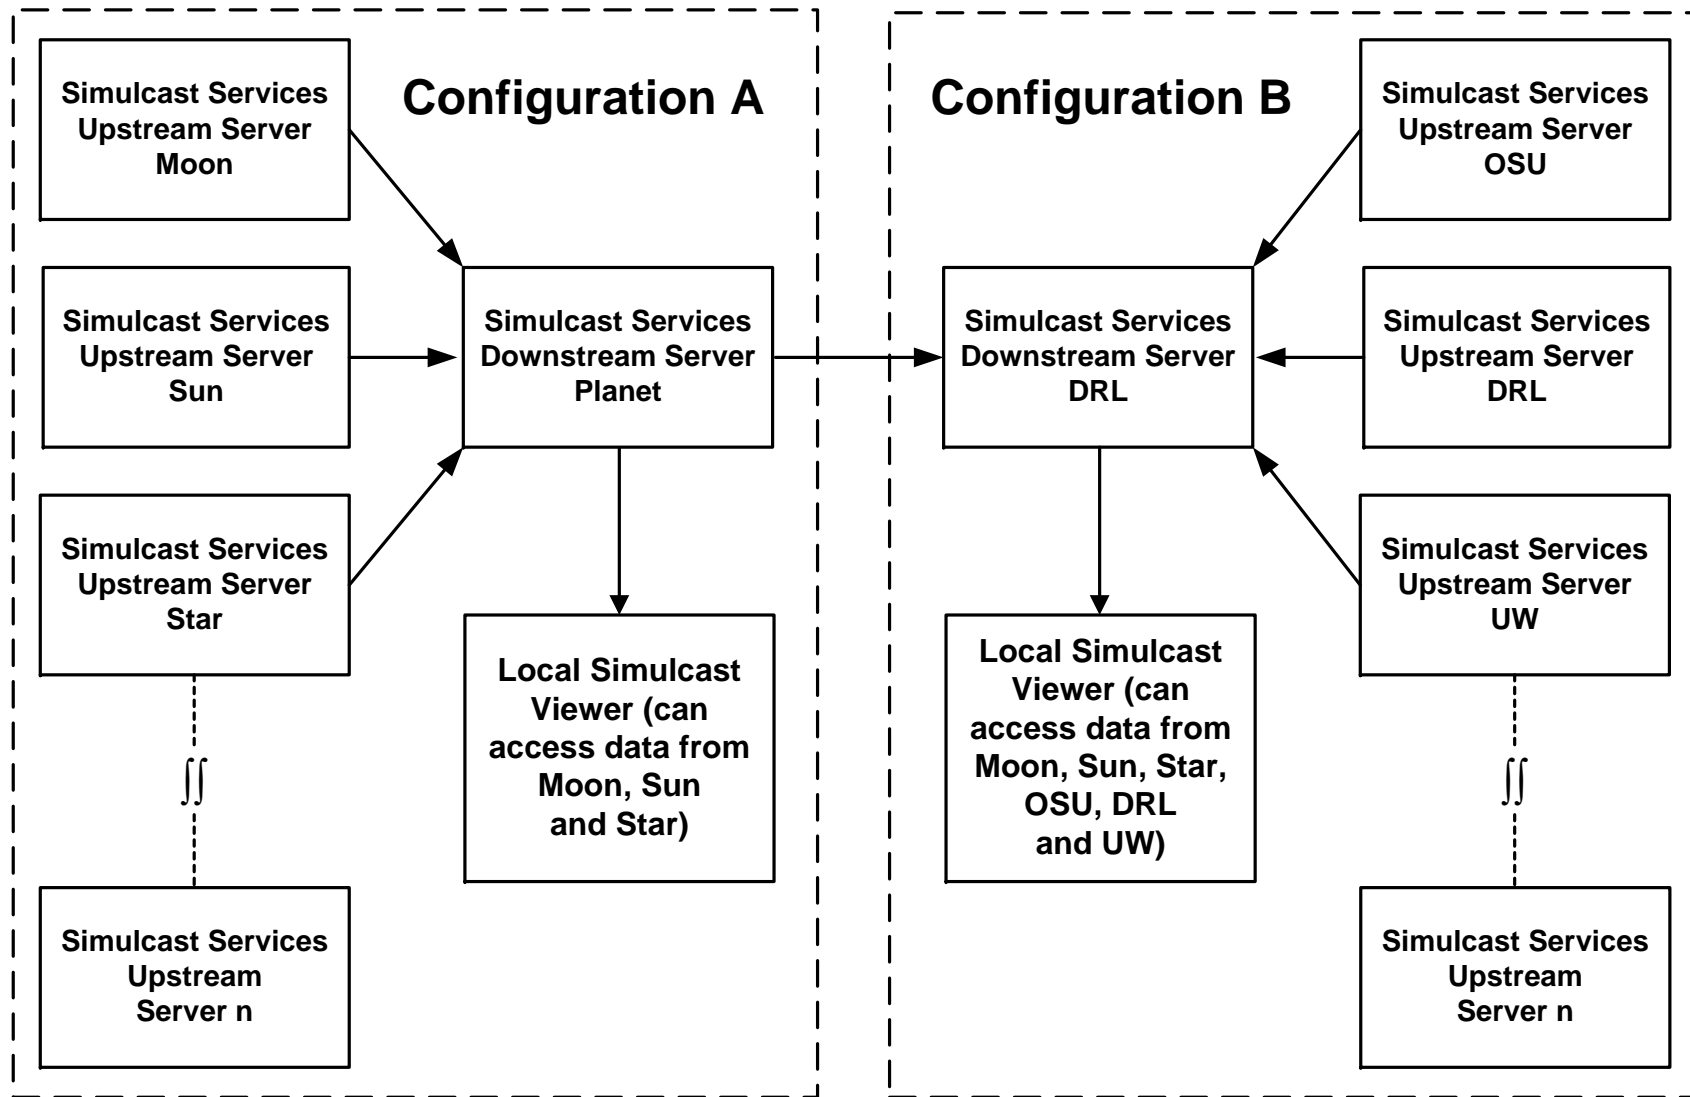 Configuration A
Simulcast Services
Upstream Server
Moon
Simulcast Services
Upstream Server
Sun
Simulcast Services
Downstream Server
Planet
Simulcast Services
Upstream Server
Star
Local Simulcast
Viewer (can
access data from
Moon, Sun
and Star)
∬
Simulcast Services
Upstream
Server n
Configuration B
Simulcast Services
Upstream Server
OSU
Simulcast Services
Downstream Server
DRL
Simulcast Services
Upstream Server
DRL
Simulcast Services
Upstream Server
UW
Local Simulcast
Viewer (can
access data from
Moon, Sun, Star,
OSU, DRL
and UW)
∬
Simulcast Services
Upstream
Server n